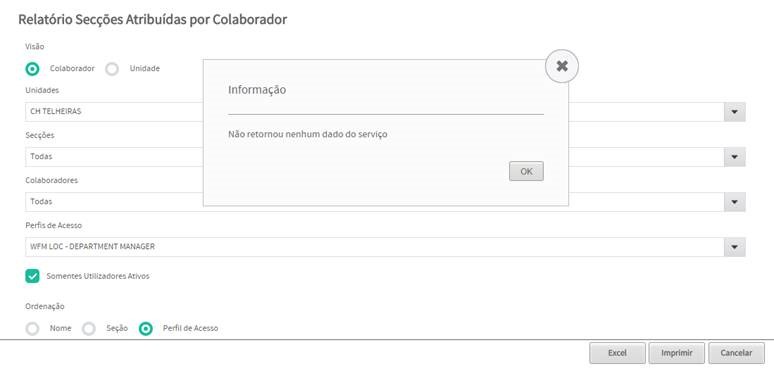 Relatório Secções Atribuídas por Colaborador
Visão
Colaborador Unidade
Unidades
CH TELHEIRAS
Secções
Todas
Colaboradores
Todas
Perfis de Acesso
WFM LOC - DEPARTMENT MANAGER
Somentes Utilizadores Ativos
Ordenação
Nome Seção Perfil de Acesso
Informação
Não retornou nenhum dado do serviço
OK
Excel Imprimir Cancelar